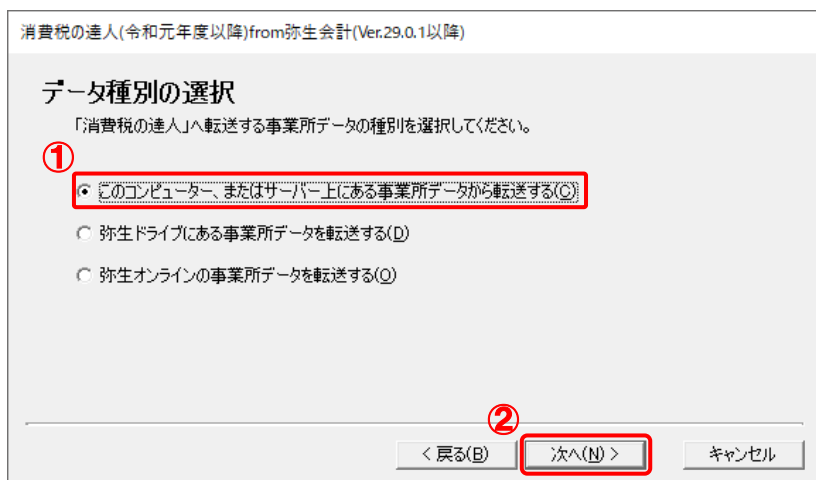 消費税の達人(令和元年度以降)from弥生会計(Ver.29.0.1以降)
データ種別の選択
「消費税の達人」へ転送する事業所データの種別を選択してください。
①
このコンピューター、またはサーバー上にある事業所データから転送する(C)
弥生ドライブにある事業所データを転送する(D)
弥生オンラインの事業所データを転送する(O)
②
< 戻る(B) 次へ(N) > キャンセル